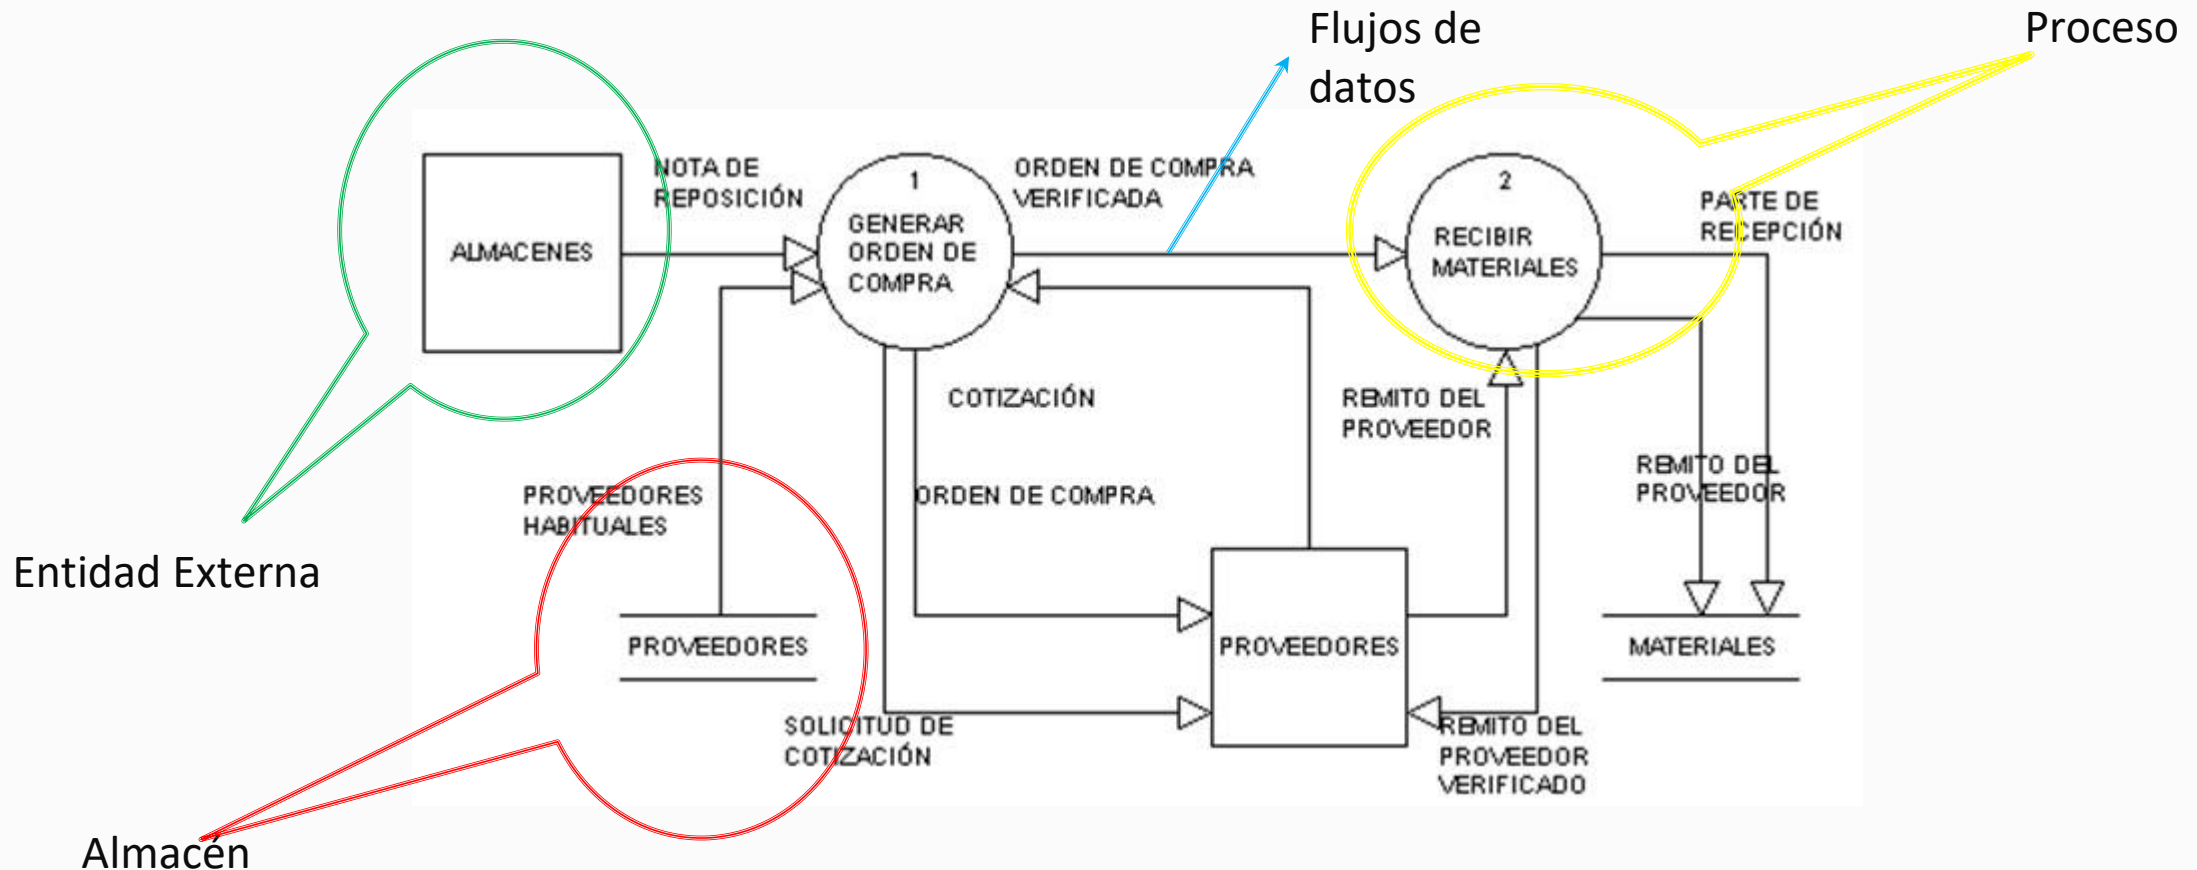 Flujos de
datos
Proceso
NOTA DE
REPOSICIÓN
1
GENERAR
ORDEN DE
COMPRA
ORDEN DE COMPRA
VERIFICADA
2
RECIBIR
MATERIALES
PARTE DE
RECEPCIÓN
ALMACENES
COTIZACIÓN
REMITO DEL
PROVEEDOR
PROVEEDORES
HABITUALES
ORDEN DE COMPRA
REMITO DEL
PROVEEDOR
Entidad Externa
PROVEEDORES
PROVEEDORES
MATERIALES
SOLICITUD DE
COTIZACIÓN
REMITO DEL
PROVEEDOR
VERIFICADO
Almacén